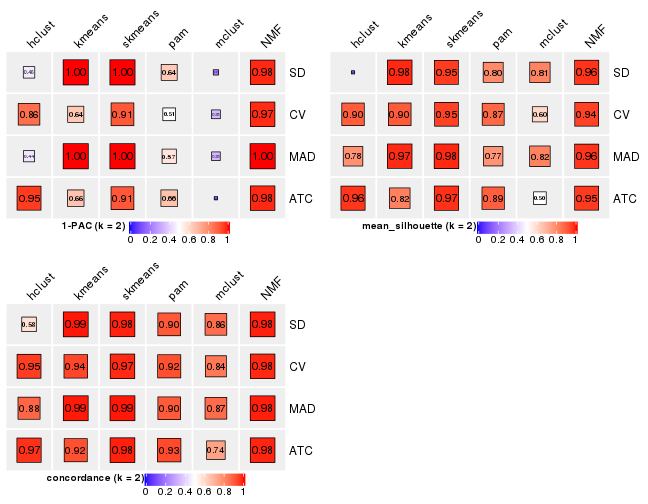 hclust kmeans skmeans pam mclust NMF
1.00 1.00 0.64 0.98 SD
0.86 0.64 0.91 0.51 0.97 CV
0.44 1.00 1.00 0.57 1.00 MAD
0.95 0.66 0.91 0.66 0.98 ATC
1-PAC (k = 2)
0 0.2 0.4 0.6 0.8 1
hclust kmeans skmeans pam mclust NMF
0.98 0.95 0.80 0.81 0.96 SD
0.90 0.90 0.95 0.87 0.60 0.94 CV
0.78 0.97 0.98 0.77 0.82 0.96 MAD
0.96 0.82 0.97 0.89 0.50 0.95 ATC
mean_silhouette (k = 2)
0 0.2 0.4 0.6 0.8 1
hclust kmeans skmeans pam mclust NMF
0.58 0.99 0.98 0.90 0.86 0.98 SD
0.95 0.94 0.97 0.92 0.84 0.98 CV
0.88 0.99 0.99 0.90 0.87 0.98 MAD
0.97 0.92 0.98 0.93 0.74 0.98 ATC
concordance (k = 2)
0 0.2 0.4 0.6 0.8 1